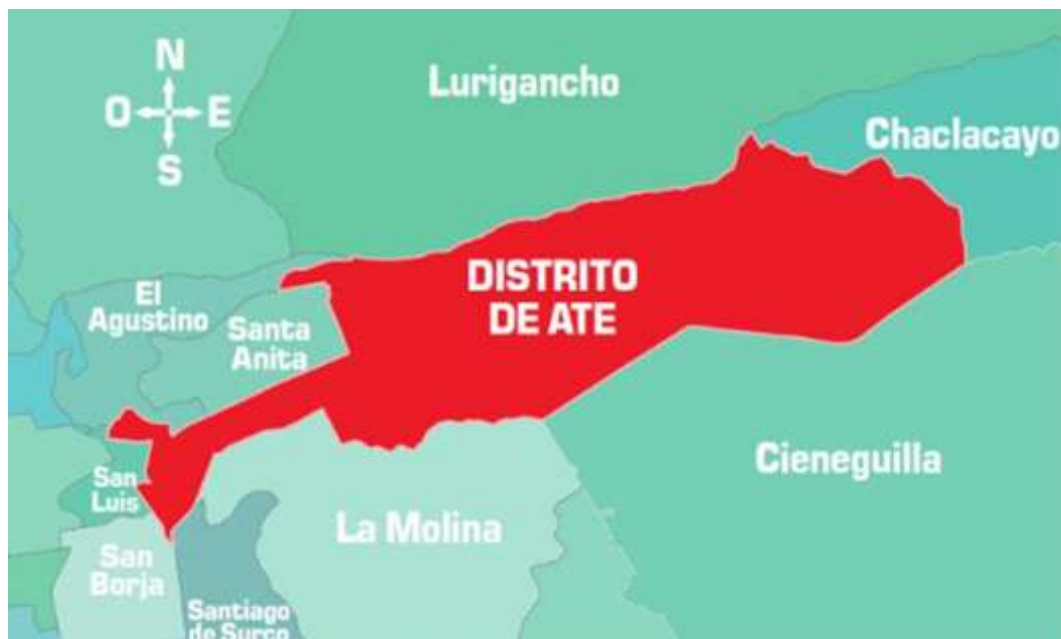 N
O E
S
Lurigancho
Chaclacayo
DISTRITO
DE ATE
El
Agustino
Santa
Anita
Cieneguilla
San
Luis
La Molina
San
Borja
Santiago
de Surco